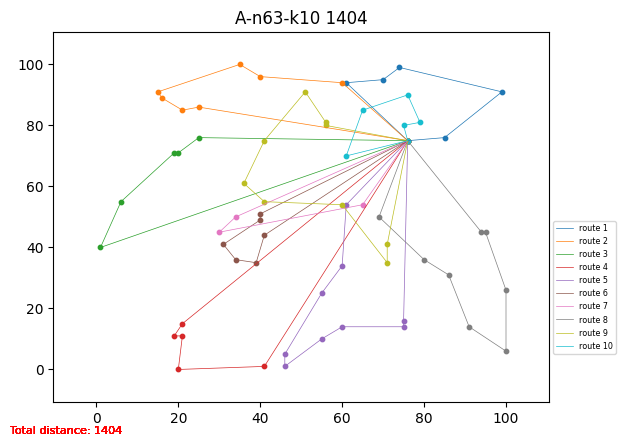 A-n63-k10 1404
100
80
60
40
20
0
0 20 40 60 80 100
route 1
route 2
route 3
route 4
route 5
route 6
route 7
route 8
route 9
route 10
Total distance: 1404